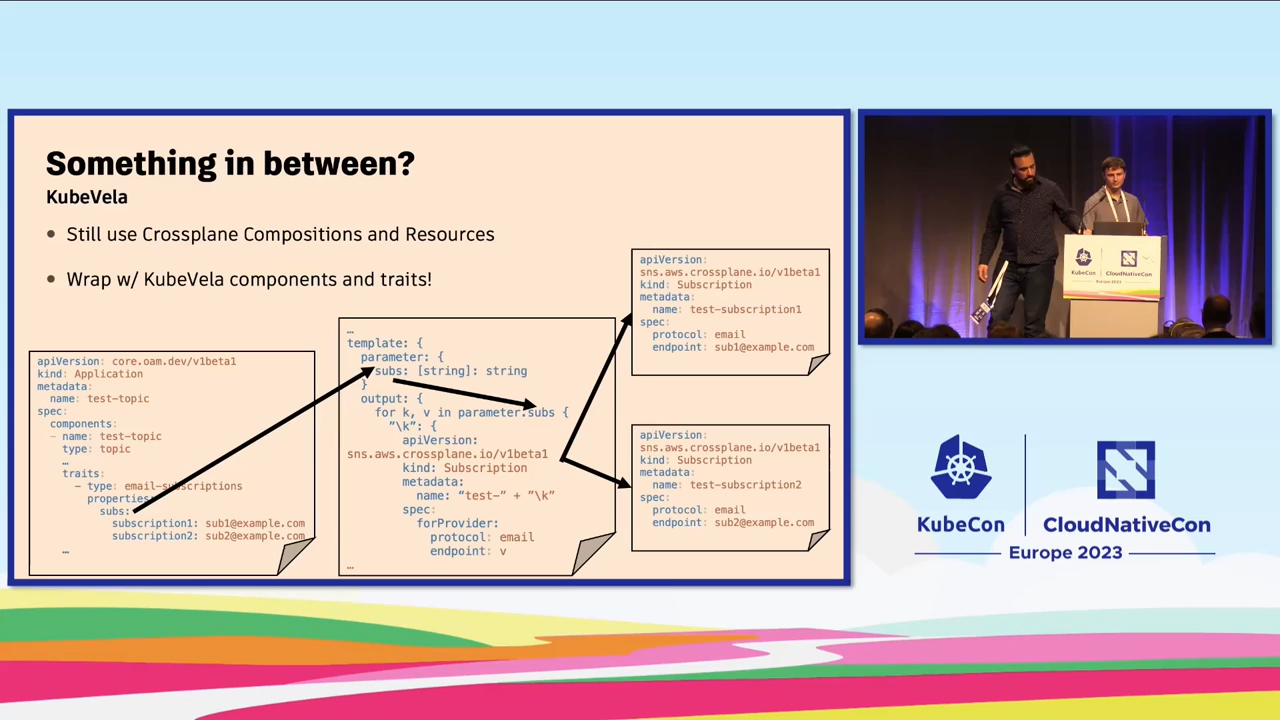 Something in between?
KubeVela
• Still use Crossplane Compositions and Resources
• Wrap w/ KubeVela components and traits!
apiVersion: core.oam.dev/v1beta1
kind: Application
metadata:
name: test-topic
spec:
components:
- name: test-topic
type: topic
…
traits:
- type: email-subscriptions
properties:
subs:
subscription1: sub1@example.com
subscription2: sub2@example.com
…
…
template: {
parameter: {
subs: [string]: string
}
output: {
for k, v in parameter.subs {
”\k”: {
apiVersion:
sns.aws.crossplane.io/v1beta1
kind: Subscription
metadata:
name: “test-” + ”\k”
spec:
forProvider:
protocol: email
endpoint: v
…
apiVersion:
sns.aws.crossplane.io/v1beta1
kind: Subscription
metadata:
name: test-subscription1
spec:
protocol: email
endpoint: sub1@example.com
apiVersion:
sns.aws.crossplane.io/v1beta1
kind: Subscription
metadata:
name: test-subscription2
spec:
protocol: email
endpoint: sub2@example.com
KubeCon
CloudNativeCon
Europe 2023
KubeCon
CloudNativeCon
Europe 2023